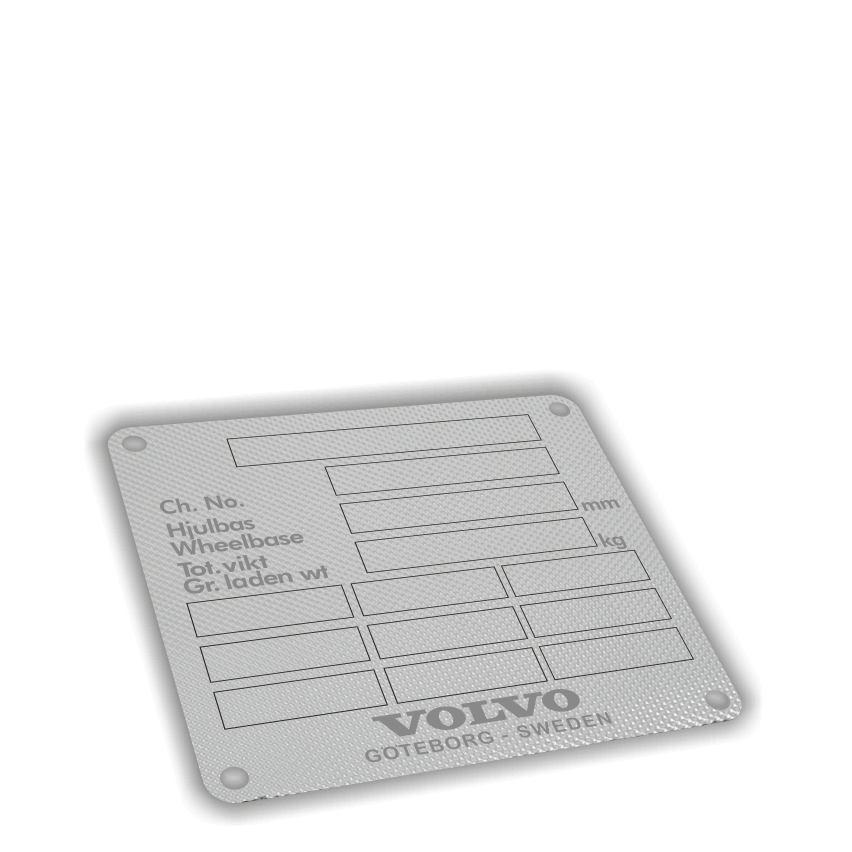 Ch. No.
Hjulbas mm
Wheelbase
Tot. vikt kg
Gr. laden wt
VOLVO
GOTEBORG - SWEDEN